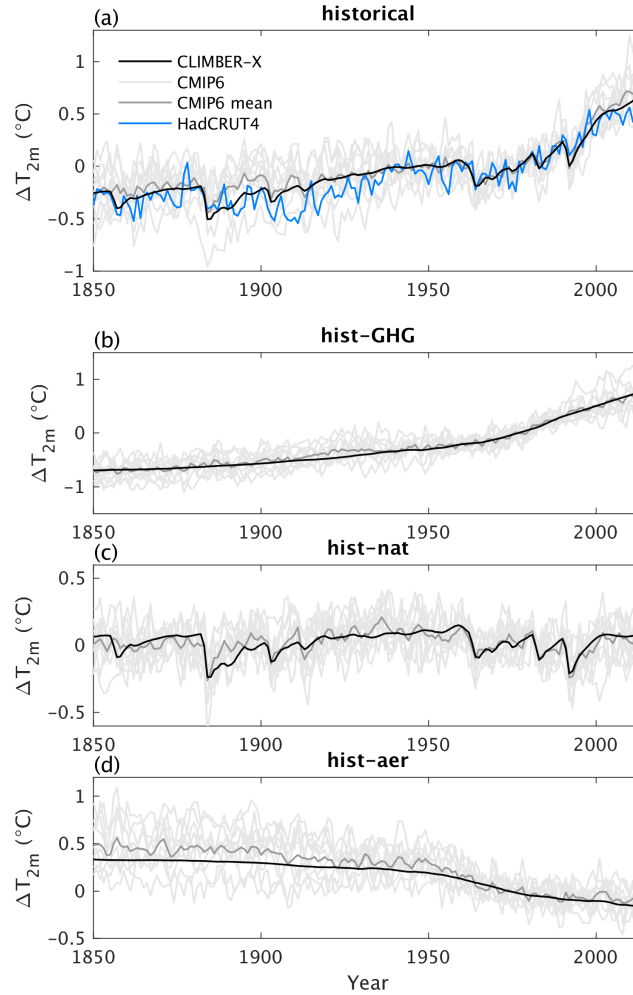 (a) historical
CLIMBER-X
CMIP6
CMIP6 mean
HadCRUT4
ΔT2m (°C)
1
0.5
0
-0.5
-1
1850 1900 1950 2000
(b) hist-GHG
ΔT2m (°C)
1
0
-1
1850 1900 1950 2000
(c) hist-nat
ΔT2m (°C)
0.5
0
-0.5
1850 1900 1950 2000
(d) hist-aer
ΔT2m (°C)
1
0.5
0
-0.5
1850 1900 1950 2000
Year